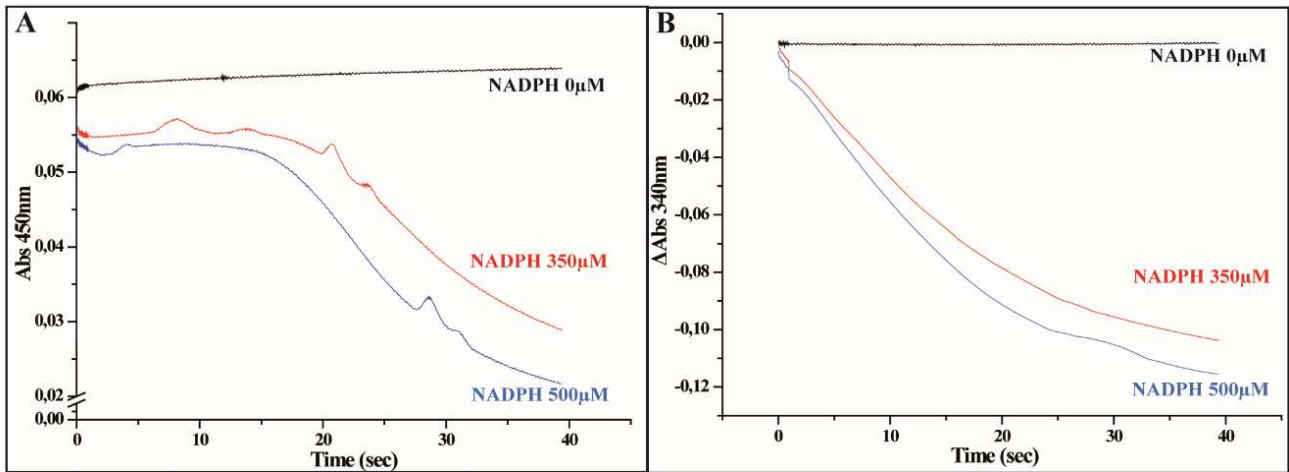 A
Abs 450nm
0,06
0,05
0,04
0,03
0,02
0,00
NADPH 0µM
NADPH 350µM
NADPH 500µM
0
10
20
30
40
Time (sec)
B
ΔAbs 340nm
0,00
-0,02
-0,04
-0,06
-0,08
-0,10
-0,12
NADPH 0µM
NADPH 350µM
NADPH 500µM
0
10
20
30
40
Time (sec)